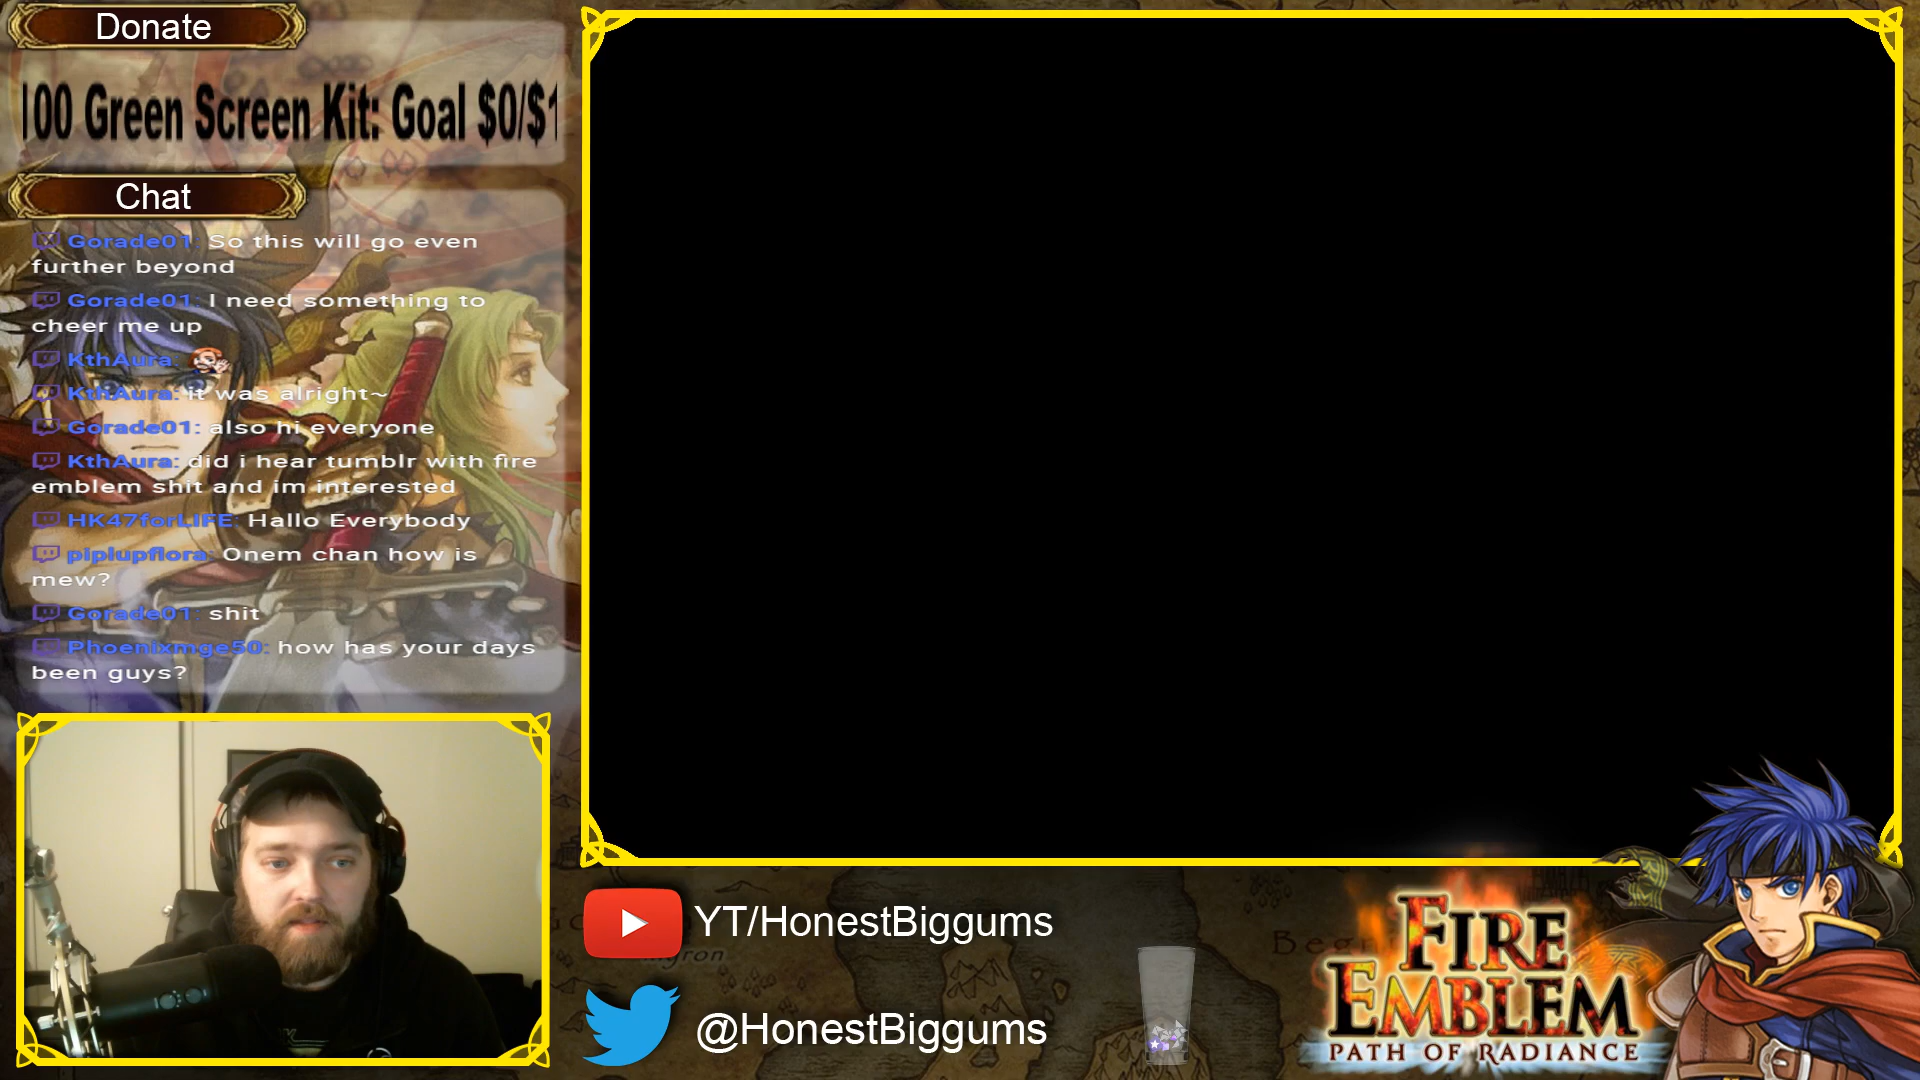 Donate
100 Green Screen Kit: Goal $0/$1
Chat
Gorade01: So this will go even
further beyond
Gorade01: I need something to
cheer me up
KthAura:
KthAura: it was alright~
Gorade01: also hi everyone
KthAura: did i hear tumblr with fire
emblem shit and im interested
HK47forLIFE: Hallo Everybody
piplupflora: Onem chan how is
mew?
Gorade01: shit
Phoenixmge50: how has your days
been guys?
YT/HonestBiggums
@HonestBiggums
FIRE
EMBLEM
PATH OF RADIANCE